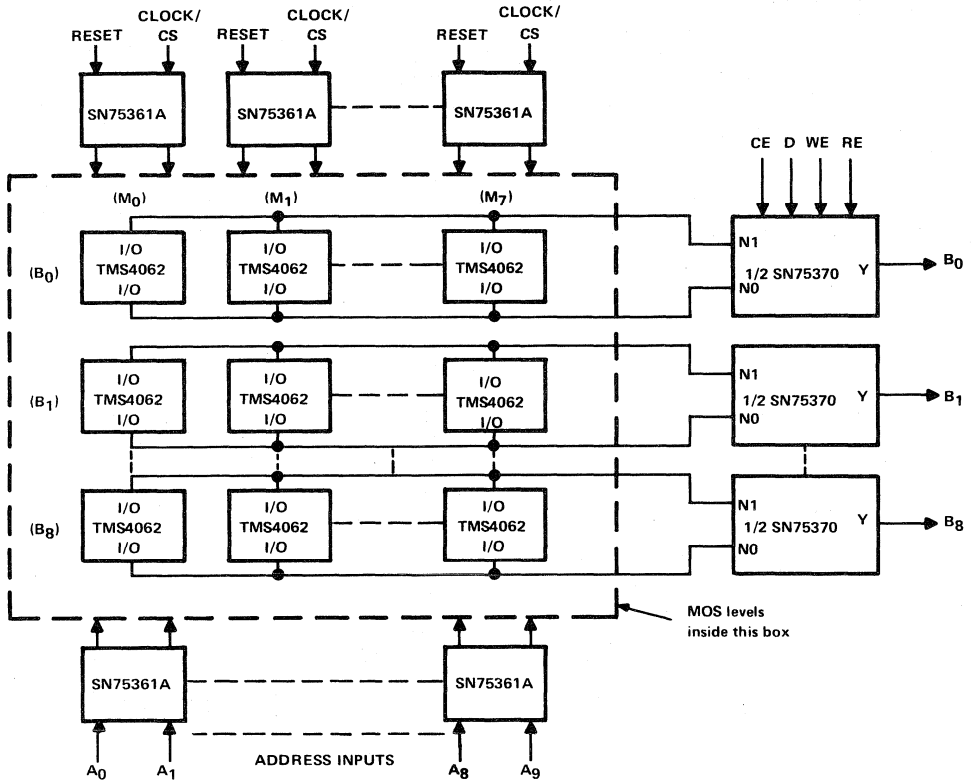 RESET CLOCK/ CS RESET CLOCK/ CS RESET CLOCK/ CS
SN75361A SN75361A SN75361A
CE D WE RE
(M0) (M1) (M7)
(B0) I/O TMS4062 I/O I/O TMS4062 I/O I/O TMS4062 I/O N1 1/2 SN75370 N0 Y B0
(B1) I/O TMS4062 I/O I/O TMS4062 I/O I/O TMS4062 I/O N1 1/2 SN75370 N0 Y B1
(B8) I/O TMS4062 I/O I/O TMS4062 I/O I/O TMS4062 I/O N1 1/2 SN75370 N0 Y B8
MOS levels
inside this box
SN75361A SN75361A
ADDRESS INPUTS
A0 A1 A8 A9